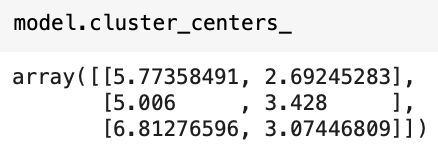 model.cluster_centers_
array([[5.77358491, 2.69245283],
       [5.006     , 3.428     ],
       [6.81276596, 3.07446809]])